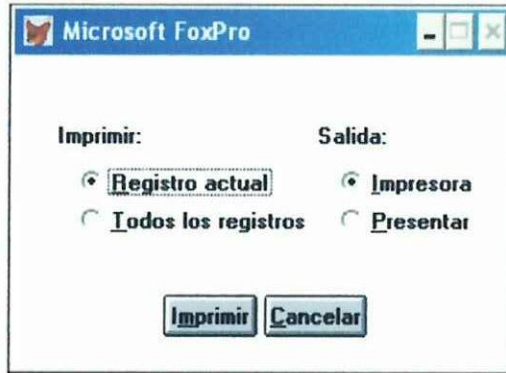 Microsoft FoxPro
Imprimir: Salida:
Registro actual Impresora
Todos los registros Presentar
Imprimir Cancelar